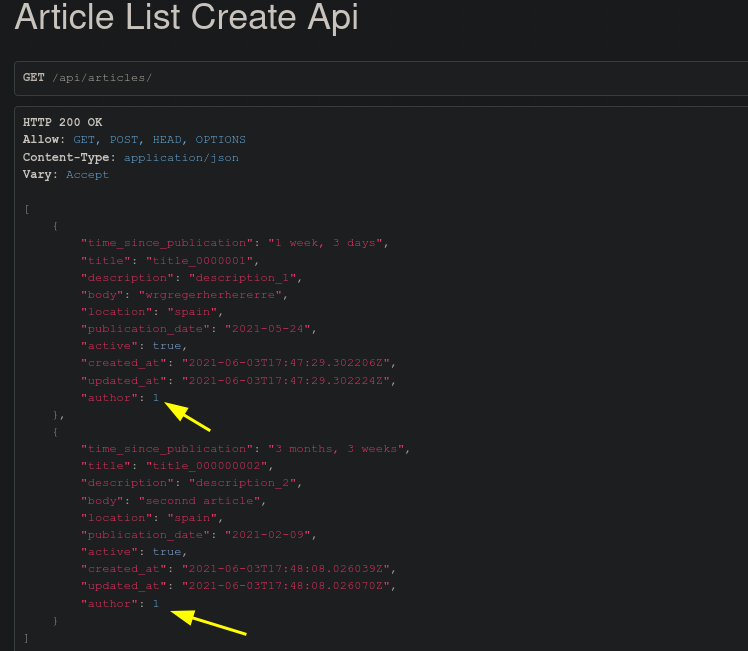 Article List Create Api
GET /api/articles/
HTTP 200 OK
Allow: GET, POST, HEAD, OPTIONS
Content-Type: application/json
Vary: Accept
[
{
"time_since_publication": "1 week, 3 days",
"title": "title_0000001",
"description": "description_1",
"body": "wrgregerherhererre",
"location": "spain",
"publication_date": "2021-05-24",
"active": true,
"created_at": "2021-06-03T17:47:29.302206Z",
"updated_at": "2021-06-03T17:47:29.302224Z",
"author": 1
},
{
"time_since_publication": "3 months, 3 weeks",
"title": "title_000000002",
"description": "description_2",
"body": "seconnd article",
"location": "spain",
"publication_date": "2021-02-09",
"active": true,
"created_at": "2021-06-03T17:48:08.026039Z",
"updated_at": "2021-06-03T17:48:08.026070Z",
"author": 1
}
]